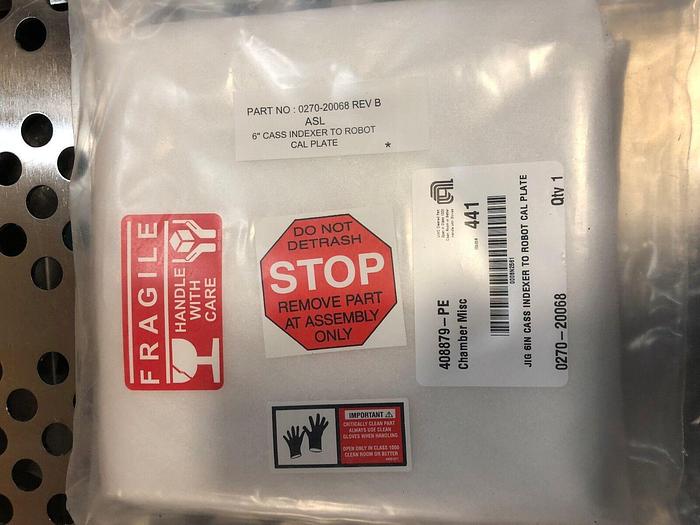 PART NO : 0270-20068 REV B
ASL
6" CASS INDEXER TO ROBOT
CAL PLATE *
FRAGILE
HANDLE
WITH
CARE
DO NOT
DETRASH
STOP
REMOVE PART
AT ASSEMBLY
ONLY
408879-PE
Chamber Misc
441
JIG 6IN CASS INDEXER TO ROBOT CAL PLATE
0270-20068 Qty 1
IMPORTANT
CRITICALLY CLEAN PART
ALWAYS USE CLEAN
GLOVES WHEN HANDLING
OPEN ONLY IN CLASS 1000
CLEAN ROOM OR BETTER